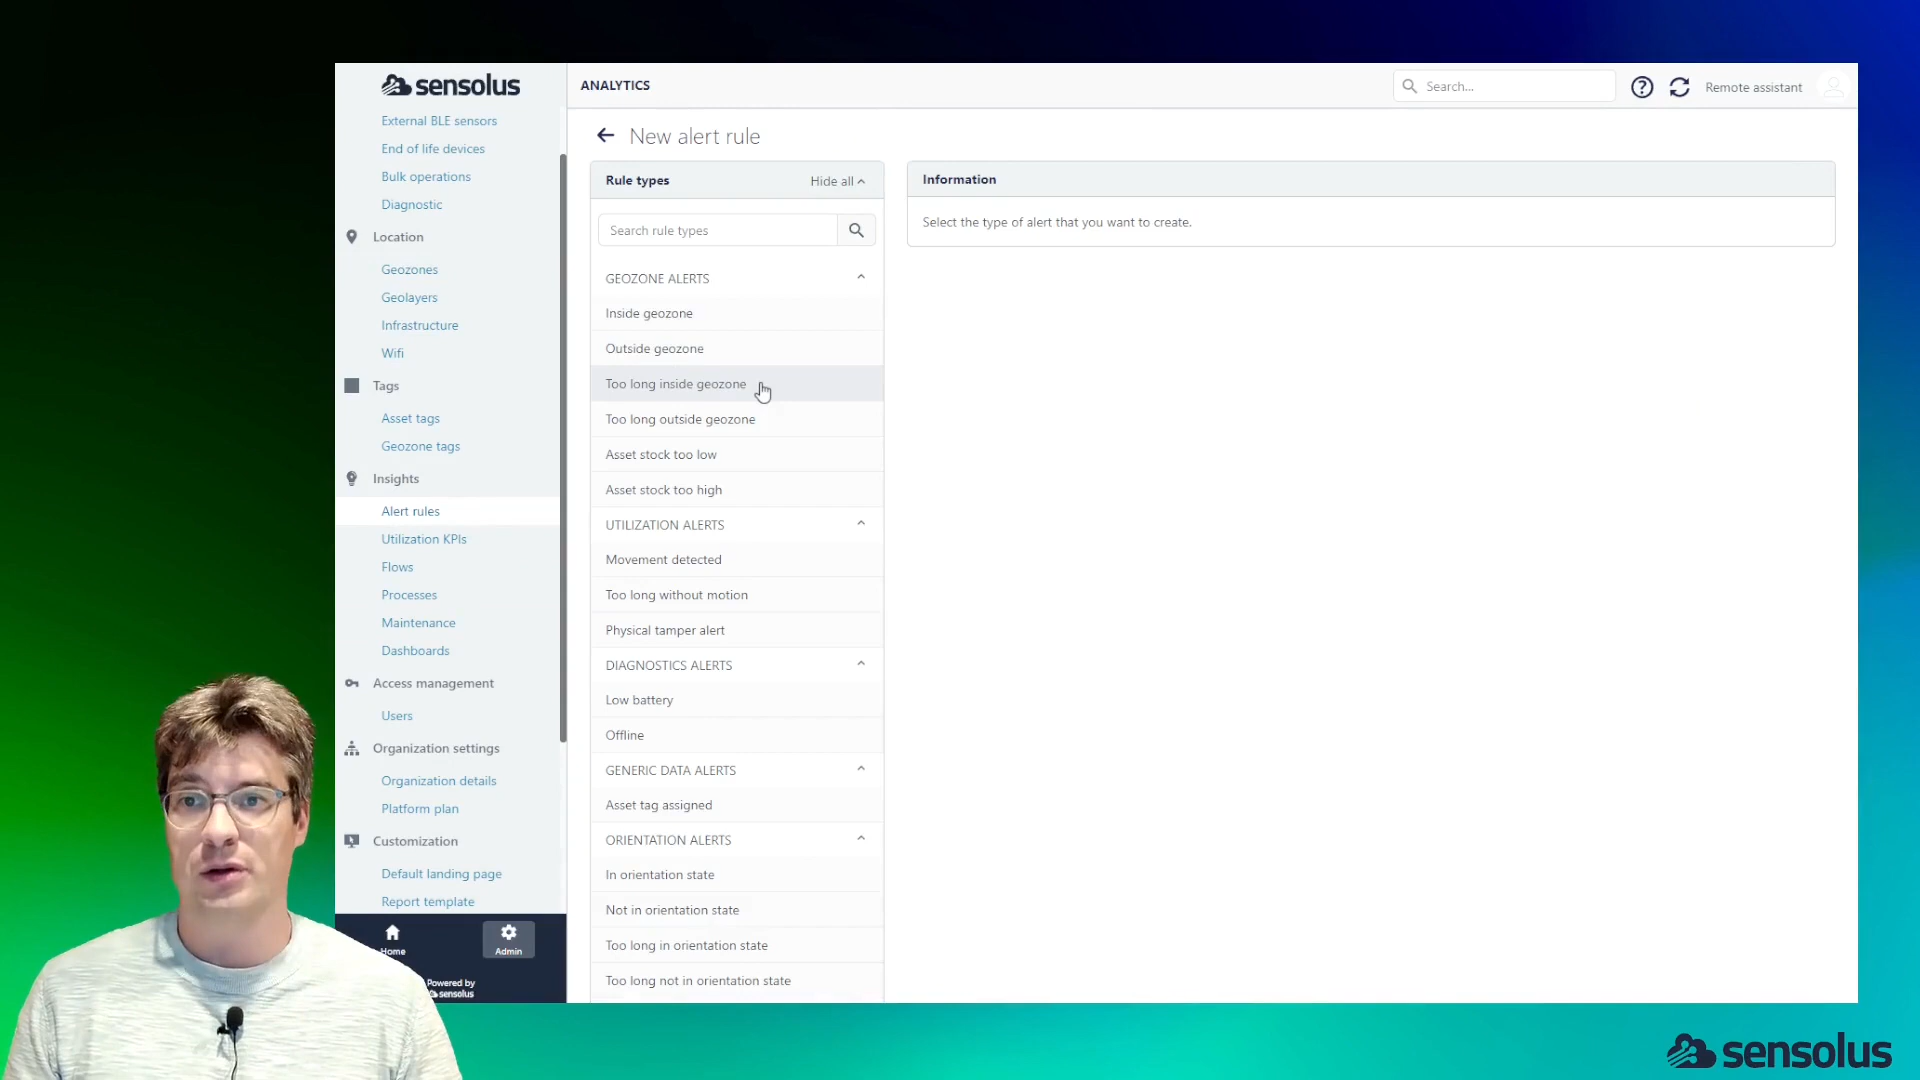 sensolus
External BLE sensors
End of life devices
Bulk operations
Diagnostic
Location
Geozones
Geolayers
Infrastructure
Wifi
Tags
Asset tags
Geozone tags
Insights
Alert rules
Utilization KPIs
Flows
Processes
Maintenance
Dashboards
Access management
Users
Organization settings
Organization details
Platform plan
Customization
Default landing page
Report template
Home
Admin
Powered by
sensolus
ANALYTICS
Search...
Remote assistant
New alert rule
Rule types
Hide all
Search rule types
GEOZONE ALERTS
Inside geozone
Outside geozone
Too long inside geozone
Too long outside geozone
Asset stock too low
Asset stock too high
UTILIZATION ALERTS
Movement detected
Too long without motion
Physical tamper alert
DIAGNOSTICS ALERTS
Low battery
Offline
GENERIC DATA ALERTS
Asset tag assigned
ORIENTATION ALERTS
In orientation state
Not in orientation state
Too long in orientation state
Too long not in orientation state
Information
Select the type of alert that you want to create.
sensolus